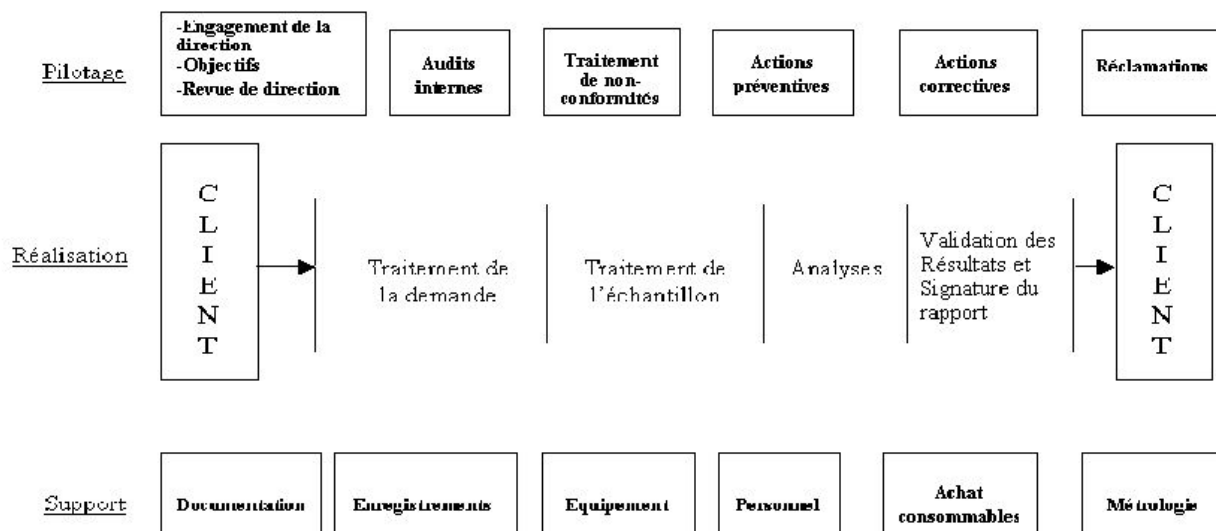 -Engagement de la
direction
-Objectifs
-Revue de direction
Pilotage
Audits
internes
Traitement
de non-
conformités
Actions
préventives
Actions
correctives
Réclamations
Réalisation
C
L
I
E
N
T
Traitement de
la demande
Traitement de
l'échantillon
Analyses
Validation des
Résultats et
Signature du
rapport
C
L
I
E
N
T
Support
Documentation
Enregistrements
Equipement
Personnel
Achat
consommables
Métrologie